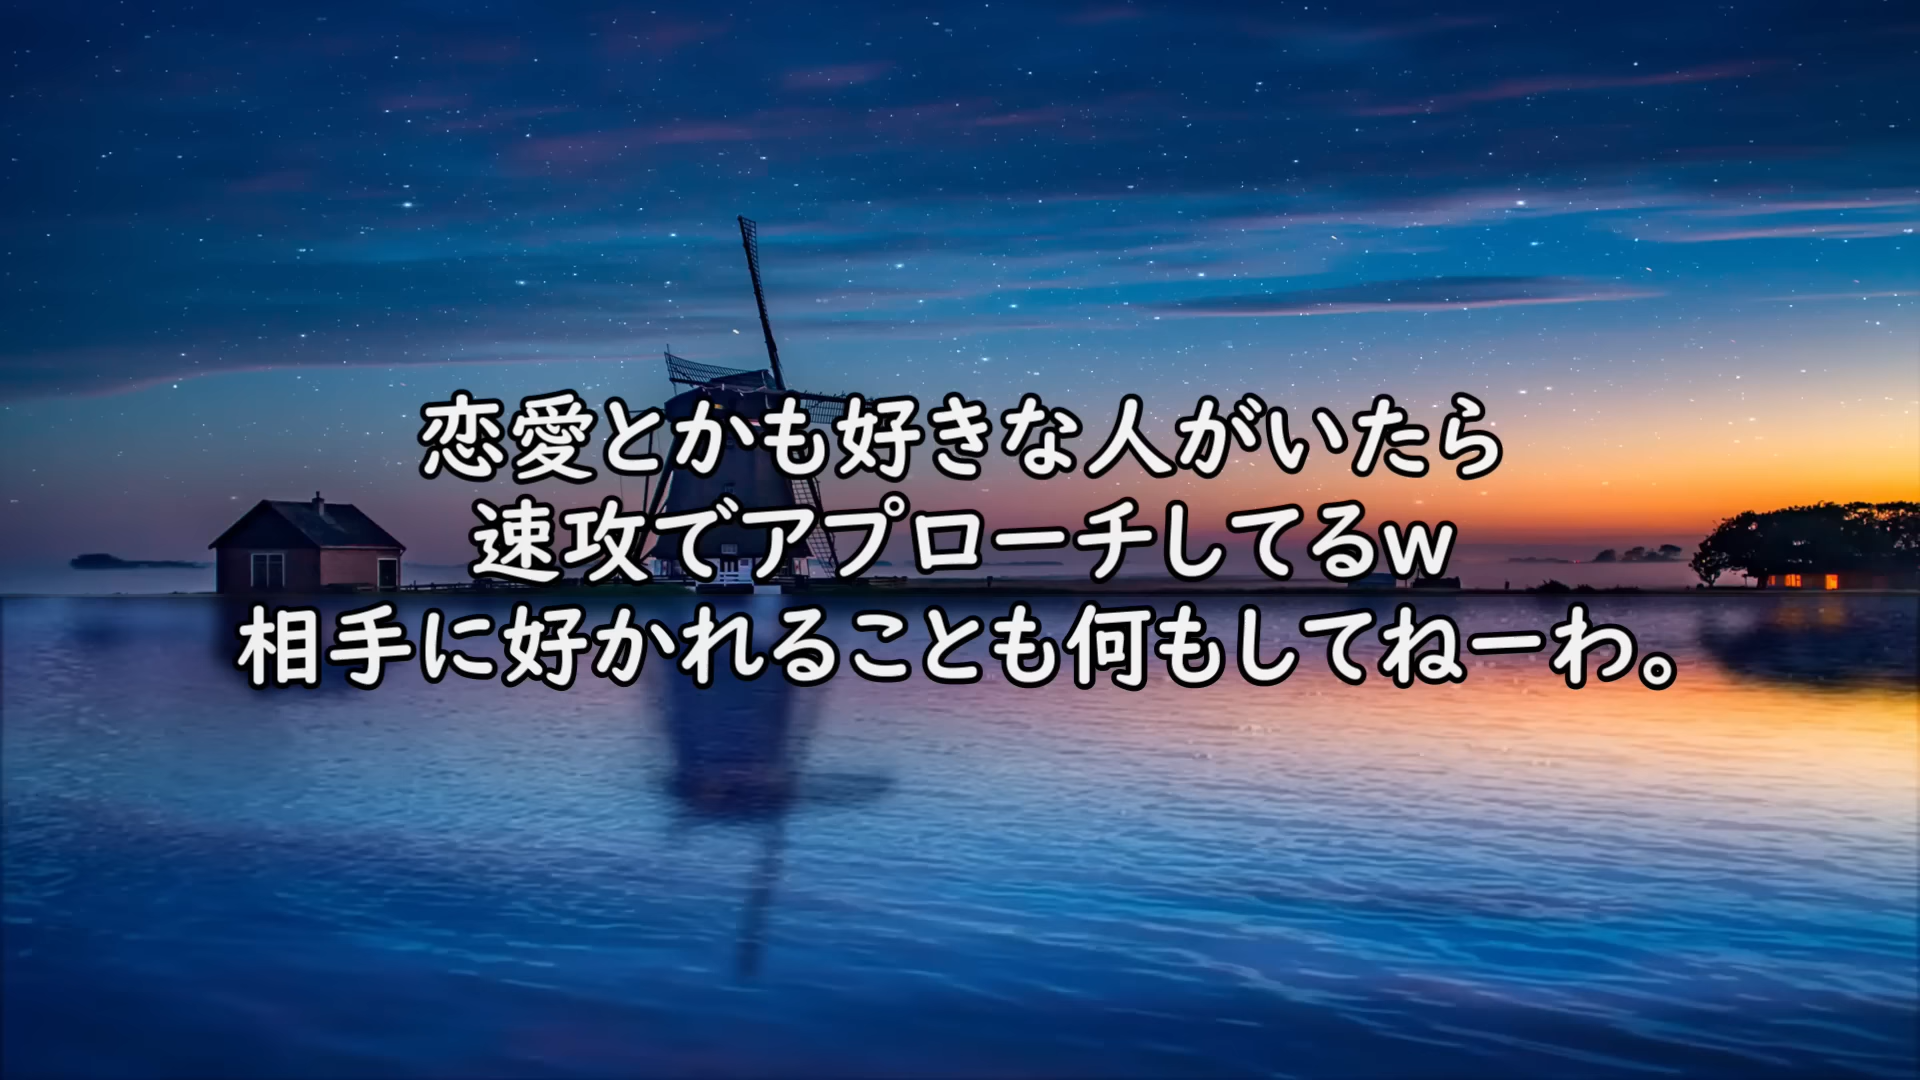 恋愛とかも好きな人がいたら
速攻でアプローチしてるw
相手に好かれることも何もしてねーわ。